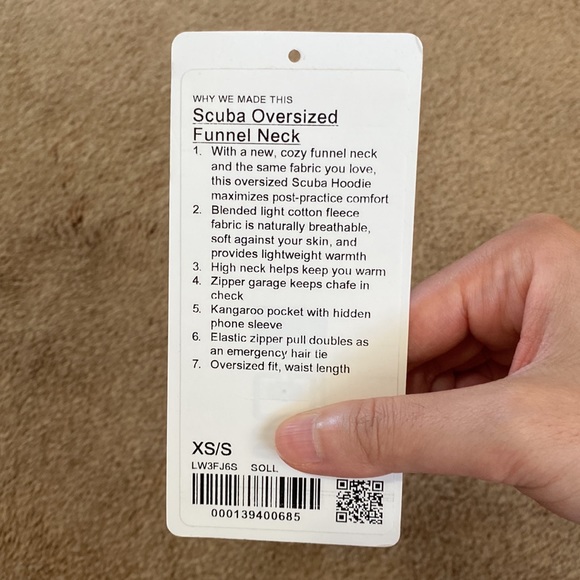 WHY WE MADE THIS
Scuba Oversized
Funnel Neck
1. With a new, cozy funnel neck
and the same fabric you love,
this oversized Scuba Hoodie
maximizes post-practice comfort
2. Blended light cotton fleece
fabric is naturally breathable,
soft against your skin, and
provides lightweight warmth
3. High neck helps keep you warm
4. Zipper garage keeps chafe in
check
5. Kangaroo pocket with hidden
phone sleeve
6. Elastic zipper pull doubles as
an emergency hair tie
7. Oversized fit, waist length
XS/S
LW3FJ6S SOLL
000139400685